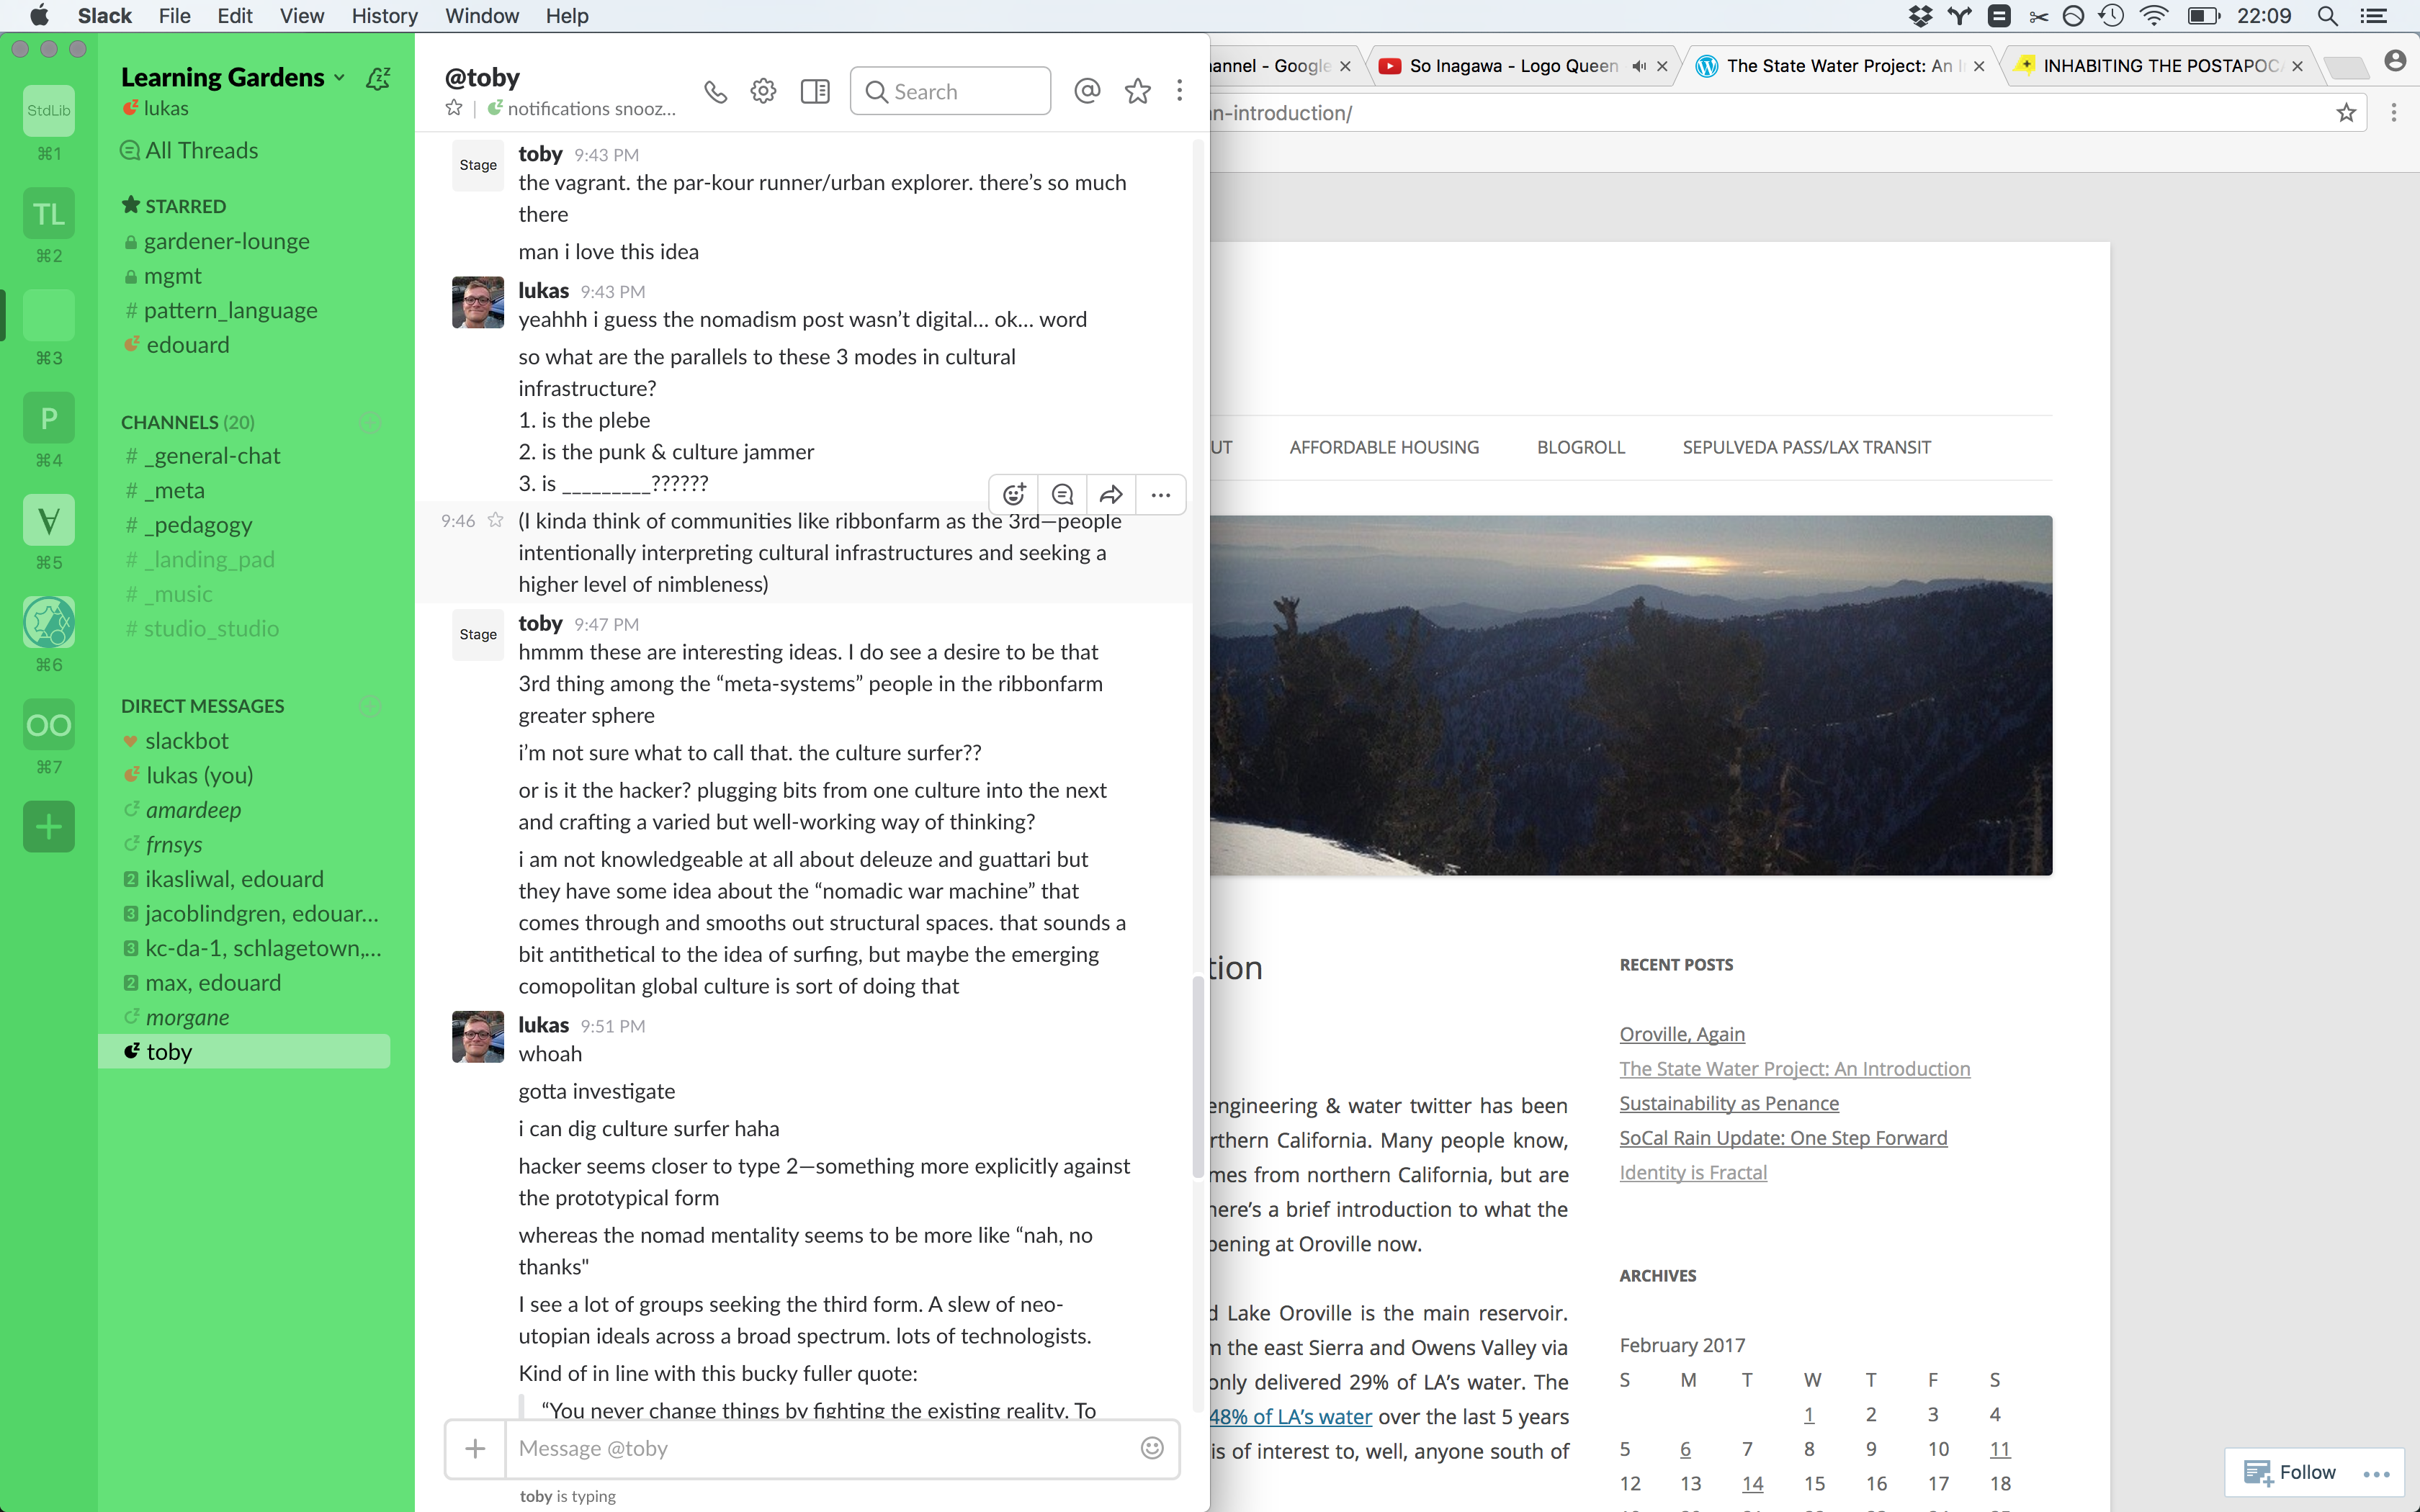 Slack File Edit View History Window Help
22:09
Learning Gardens
lukas
All Threads
STARRED
gardener-lounge
mgmt
# pattern_language
edouard
CHANNELS (20)
# _general-chat
# _meta
# _pedagogy
# _landing_pad
# _music
# studio_studio
DIRECT MESSAGES
slackbot
lukas (you)
amardeep
frnsys
2 ikasliwal, edouard
3 jacoblindgren, edouar...
3 kc-da-1, schlagetown,...
2 max, edouard
morgane
toby
StdLib
⌘1
TL
⌘2
⌘3
P
⌘4
∀
⌘5
⌘6
OO
⌘7
@toby
notifications snooz...
Search
Stage
toby 9:43 PM
the vagrant. the par-kour runner/urban explorer. there’s so much
there
man i love this idea
lukas 9:43 PM
yeahhh i guess the nomadism post wasn’t digital... ok... word
so what are the parallels to these 3 modes in cultural
infrastructure?
1. is the plebe
2. is the punk & culture jammer
3. is _________??????
9:46 (I kinda think of communities like ribbonfarm as the 3rd—people
intentionally interpreting cultural infrastructures and seeking a
higher level of nimbleness)
Stage
toby 9:47 PM
hmmm these are interesting ideas. I do see a desire to be that
3rd thing among the “meta-systems” people in the ribbonfarm
greater sphere
i’m not sure what to call that. the culture surfer??
or is it the hacker? plugging bits from one culture into the next
and crafting a varied but well-working way of thinking?
i am not knowledgeable at all about deleuze and guattari but
they have some idea about the “nomadic war machine” that
comes through and smooths out structural spaces. that sounds a
bit antithetical to the idea of surfing, but maybe the emerging
comopolitan global culture is sort of doing that
lukas 9:51 PM
whoah
gotta investigate
i can dig culture surfer haha
hacker seems closer to type 2—something more explicitly against
the prototypical form
whereas the nomad mentality seems to be more like “nah, no
thanks"
I see a lot of groups seeking the third form. A slew of neo-
utopian ideals across a broad spectrum. lots of technologists.
Kind of in line with this bucky fuller quote:
“You never change things by fighting the existing reality. To
Message @toby
toby is typing
annel - Google
So Inagawa - Logo Queen
The State Water Project: An I
INHABITING THE POSTAPOC
n-introduction/
UT
AFFORDABLE HOUSING
BLOGROLL
SEPULVEDA PASS/LAX TRANSIT
tion
engineering & water twitter has been
rthern California. Many people know,
mes from northern California, but are
here’s a brief introduction to what the
pening at Oroville now.
d Lake Oroville is the main reservoir.
m the east Sierra and Owens Valley via
only delivered 29% of LA’s water. The
48% of LA’s water over the last 5 years
is of interest to, well, anyone south of
RECENT POSTS
Oroville, Again
The State Water Project: An Introduction
Sustainability as Penance
SoCal Rain Update: One Step Forward
Identity is Fractal
ARCHIVES
February 2017
S M T W T F S
1 2 3 4
5 6 7 8 9 10 11
12 13 14 15 16 17 18
Follow